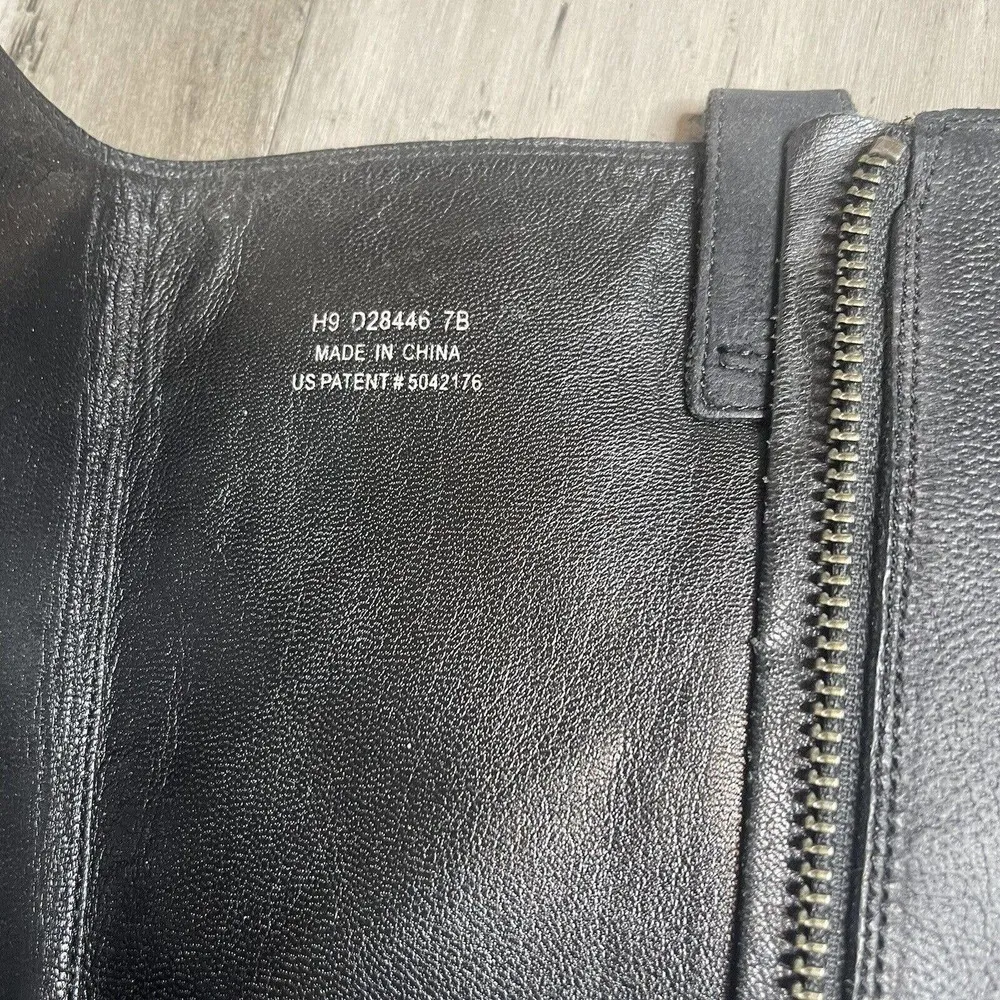 H9 D28446 7B
MADE IN CHINA
US PATENT # 5042176